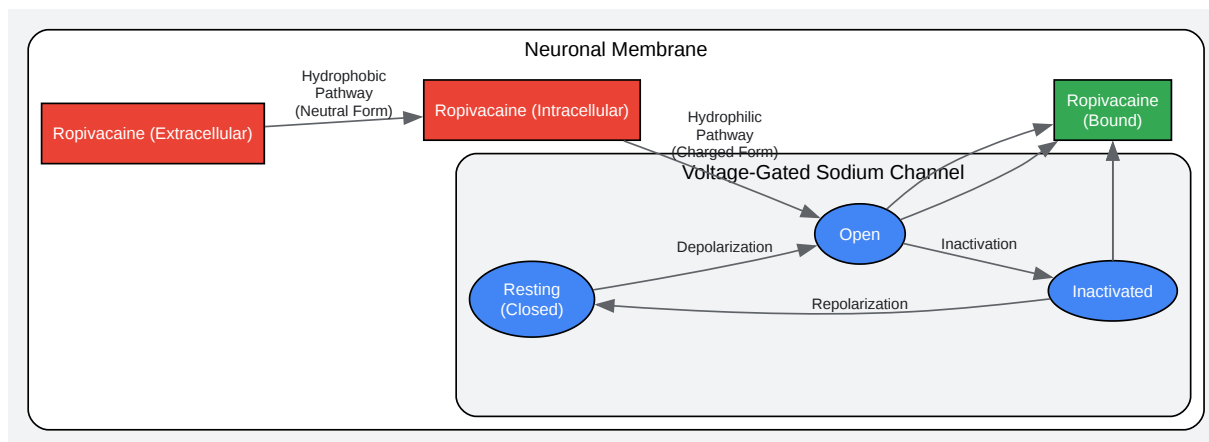 Neuronal Membrane
Hydrophobic
Pathway
(Neutral Form)
Ropivacaine (Extracellular)
Ropivacaine (Intracellular)
Hydrophilic
Pathway
(Charged Form)
Ropivacaine
(Bound)
Voltage-Gated Sodium Channel
Open
Depolarization
Inactivation
Resting
(Closed)
Repolarization
Inactivated